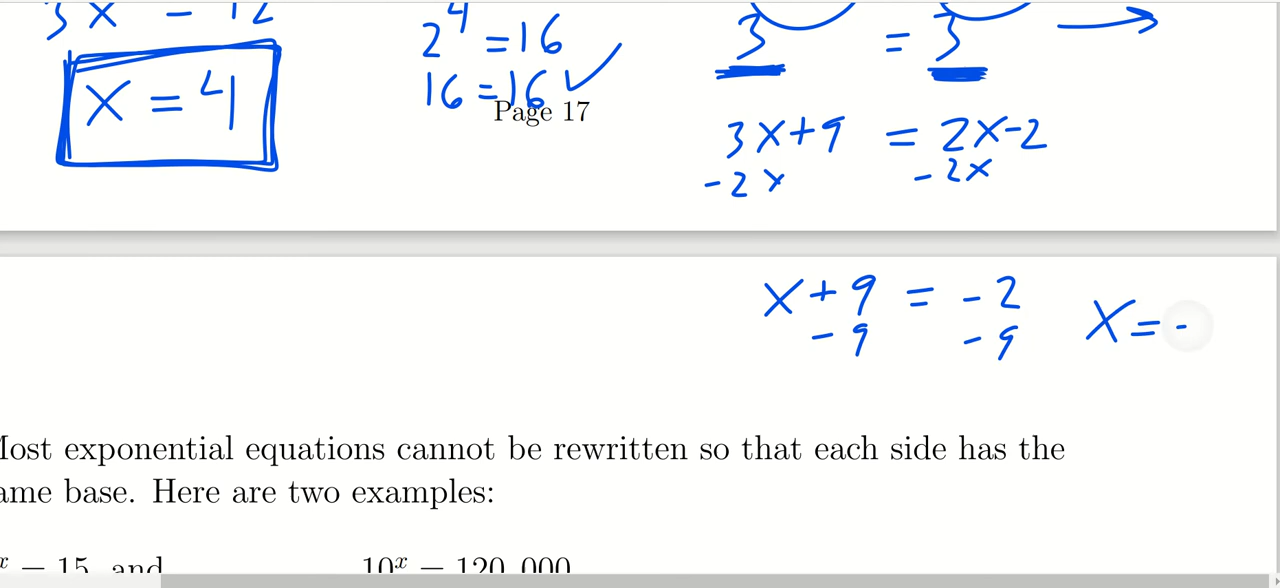 3x = 12
x = 4
2^4 = 16
16 = 16 ✓
Page 17
3 = 3 →
3x+9 = 2x-2
-2x -2x
x+9 = -2
-9 -9
x = -
Most exponential equations cannot be rewritten so that each side has the
same base. Here are two examples:
x = 15, and 10^x = 120,000